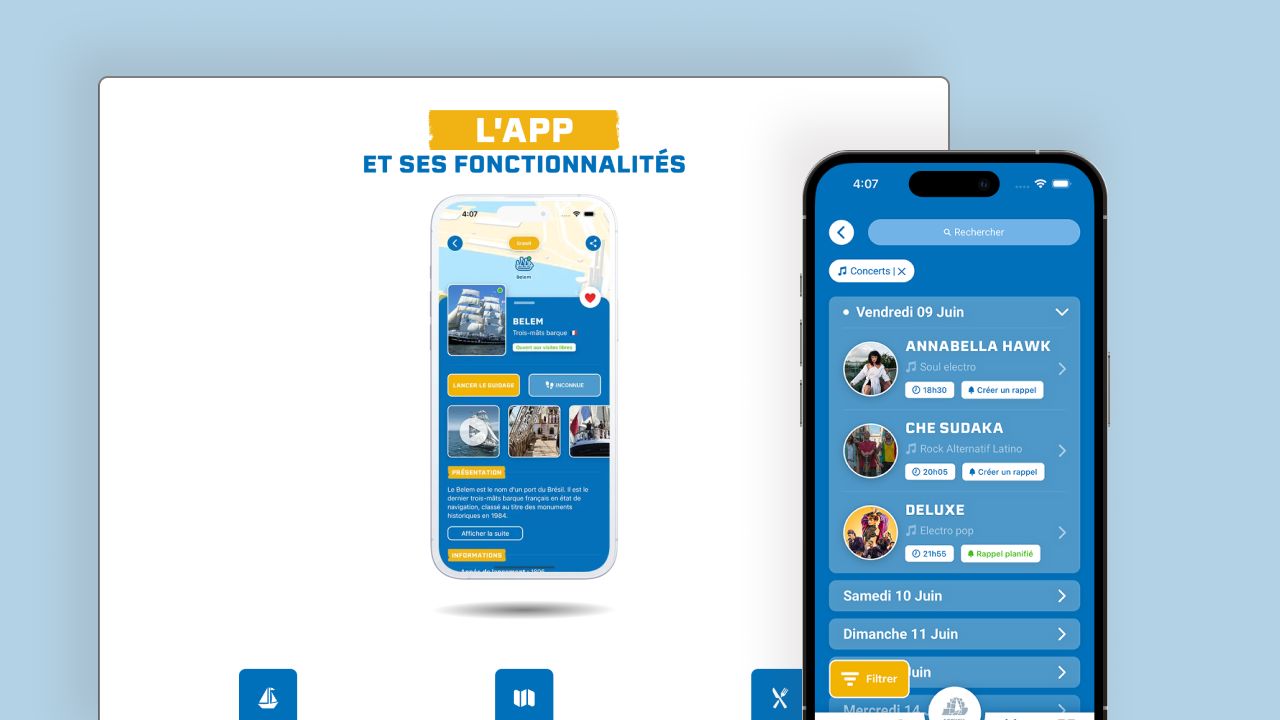 L'APP
ET SES FONCTIONNALITÉS
4:07
Gratuit
Belem
BELEM
Trois-mâts barque
Ouvert aux visites libres
LANCER LE GUIDAGE
INCONNUE
PRÉSENTATION
Le Belem est le nom d'un port du Brésil. Il est le
dernier trois-mâts barque français en état de
navigation, classé au titre des monuments
historiques en 1984.
Afficher la suite
INFORMATIONS
4:07
Rechercher
Concerts |
Vendredi 09 Juin
ANNABELLA HAWK
Soul electro
18h30 Créer un rappel
CHE SUDAKA
Rock Alternatif Latino
20h05 Créer un rappel
DELUXE
Electro pop
21h55 Rappel planifié
Samedi 10 Juin
Dimanche 11 Juin
Juin
Filtrer
Mercredi 14